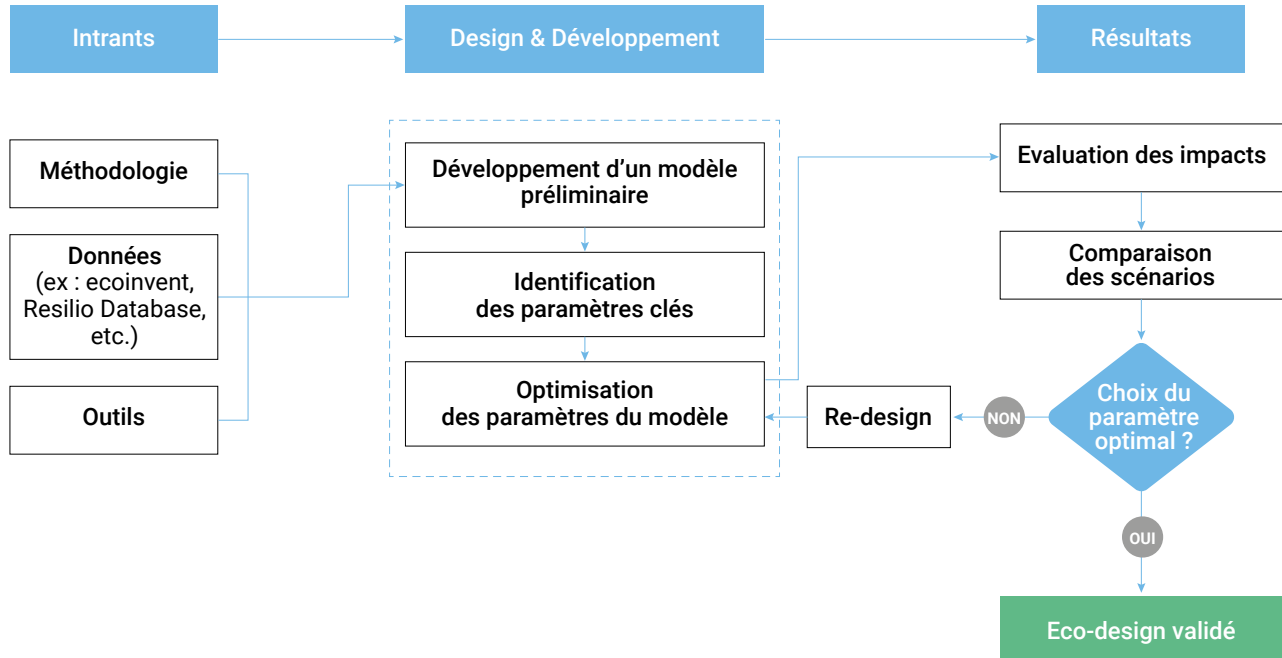 Intrants
Design & Développement
Résultats
Méthodologie
Données
(ex : ecoinvent,
Resilio Database,
etc.)
Outils
Développement d’un modèle
préliminaire
Identification
des paramètres clés
Optimisation
des paramètres du modèle
Re-design
NON
Evaluation des impacts
Comparaison
des scénarios
Choix du
paramètre
optimal ?
OUI
Eco-design validé